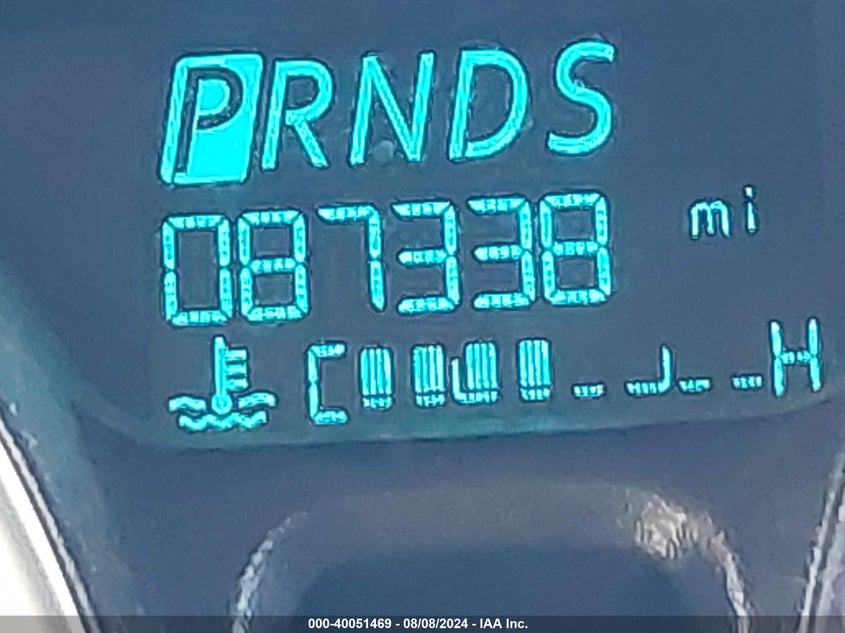 PRNDS
087338 mi
C H
000-40051469 - 08/08/2024 - IAA Inc.